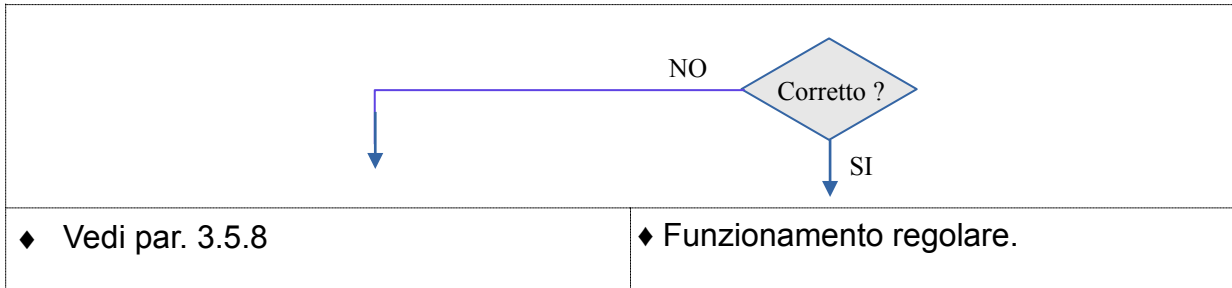 NO
Corretto ?
SI
♦ Vedi par. 3.5.8
♦ Funzionamento regolare.